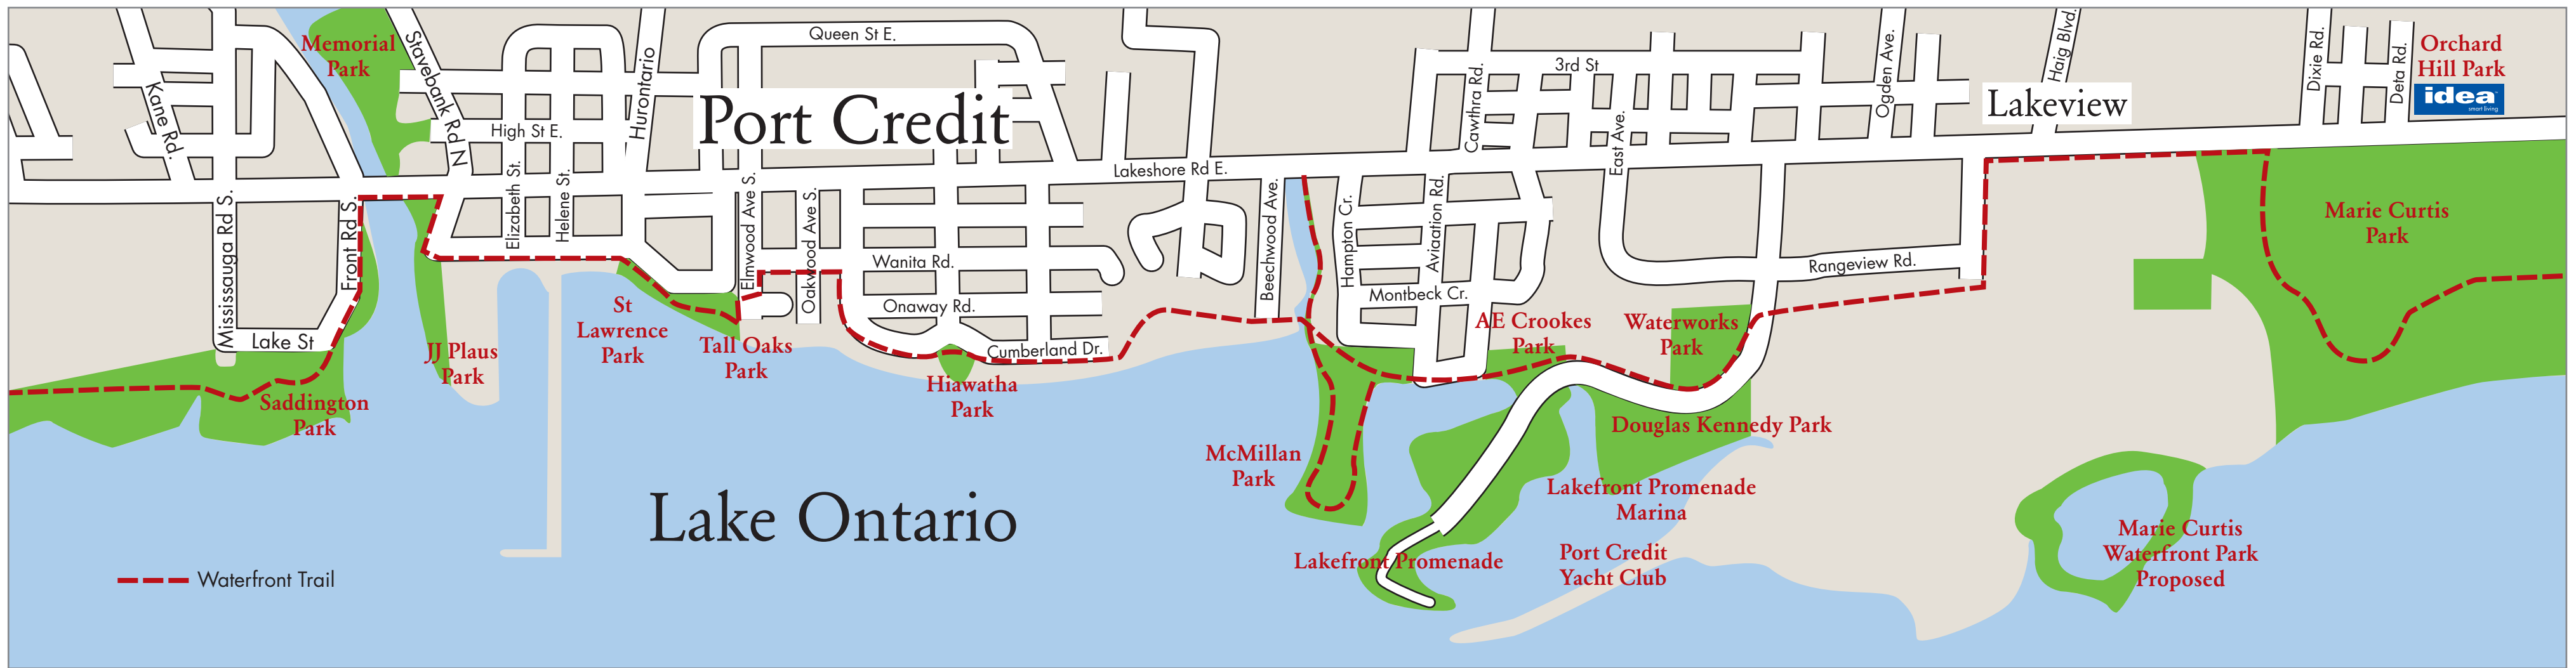 Memorial
Park
Stavebank Rd N
Kane Rd.
Hurontario
Queen St E.
High St E.
Port Credit
Elizabeth St.
Helene St.
Mississauga Rd S.
Front Rd S.
Lake St
Elmwood Ave S.
Oakwood Ave S.
Wanita Rd.
Onaway Rd.
Cumberland Dr.
Lakeshore Rd E.
Beechwood Ave.
Hampton Cr.
Aviaation Rd.
Montbeck Cr.
Cawthra Rd.
3rd St
East Ave.
Ogden Ave.
Haig Blvd.
Lakeview
Rangeview Rd.
Dixie Rd.
Deta Rd.
Orchard
Hill Park
idea
smart living
Marie Curtis
Park
Saddington
Park
JJ Plaus
Park
St
Lawrence
Park
Tall Oaks
Park
Hiawatha
Park
McMillan
Park
AE Crookes
Park
Waterworks
Park
Douglas Kennedy Park
Lakefront Promenade
Marina
Lakefront Promenade
Port Credit
Yacht Club
Marie Curtis
Waterfront Park
Proposed
Lake Ontario
Waterfront Trail